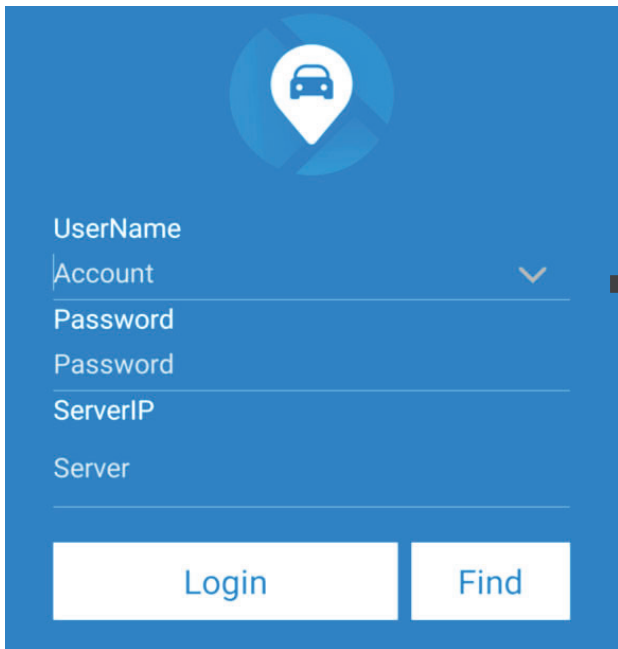 UserName
Account
Password
Password
ServerIP
Server
Login Find